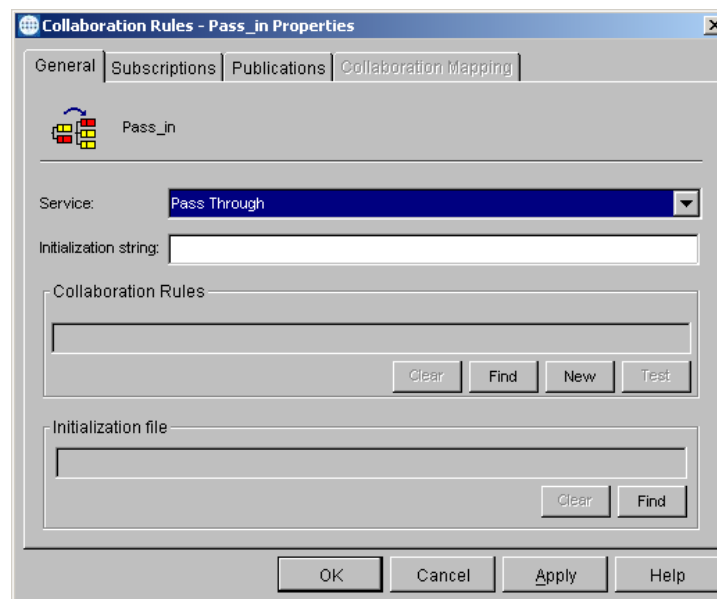 Collaboration Rules - Pass_in Properties
General Subscriptions Publications Collaboration Mapping
Pass_in
Service: Pass Through
Initialization string:
Collaboration Rules
Clear Find New Test
Initialization file
Clear Find
OK Cancel Apply Help